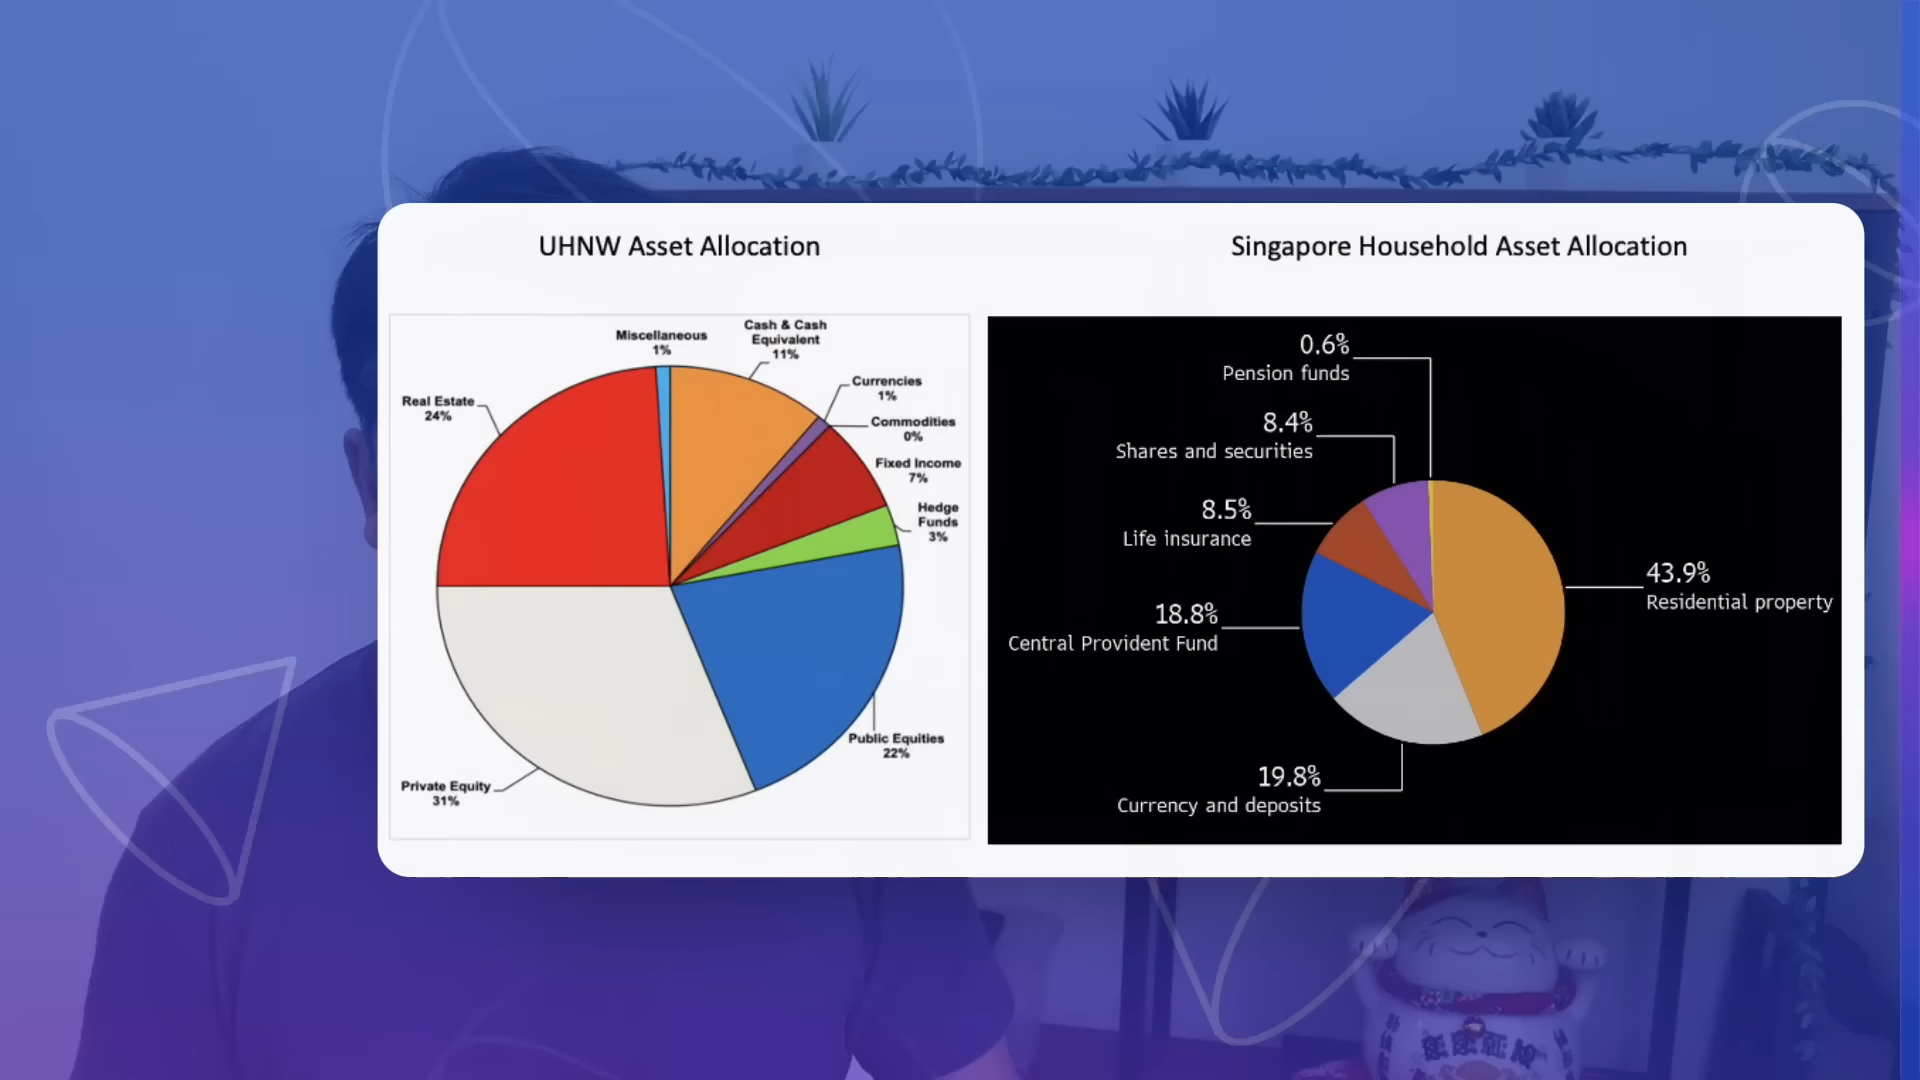 UHNW Asset Allocation
Singapore Household Asset Allocation
Miscellaneous
1%
Cash & Cash
Equivalent
11%
Currencies
1%
Commodities
0%
Fixed Income
7%
Hedge
Funds
3%
Public Equities
22%
Private Equity
31%
Real Estate
24%
0.6%
Pension funds
8.4%
Shares and securities
8.5%
Life insurance
18.8%
Central Provident Fund
19.8%
Currency and deposits
43.9%
Residential property